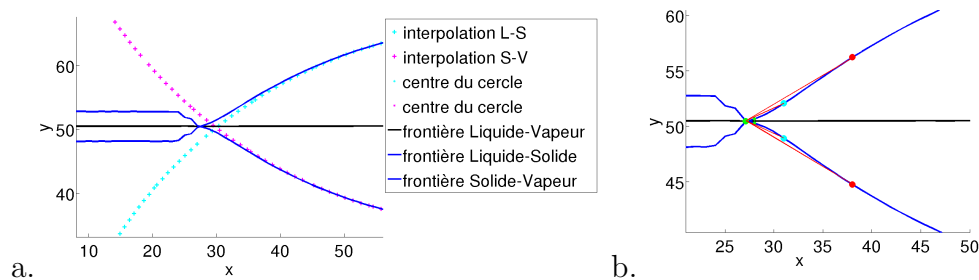 60
50
40
y
10
20
30
40
50
x
interpolation L-S
interpolation S-V
centre du cercle
centre du cercle
frontière Liquide-Vapeur
frontière Liquide-Solide
frontière Solide-Vapeur
a.
60
55
50
45
y
25
30
35
40
45
50
x
b.